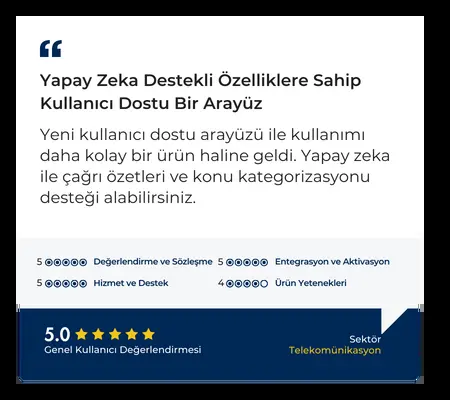 “
Yapay Zeka Destekli Özelliklere Sahip
Kullanıcı Dostu Bir Arayüz
Yeni kullanıcı dostu arayüzü ile kullanımı
daha kolay bir ürün haline geldi. Yapay zeka
ile çağrı özetleri ve konu kategorizasyonu
desteği alabilirsiniz.
5 Değerlendirme ve Sözleşme 5 Entegrasyon ve Aktivasyon
5 Hizmet ve Destek 4 Ürün Yetenekleri
5.0
Genel Kullanıcı Değerlendirmesi
Sektör
Telekomünikasyon